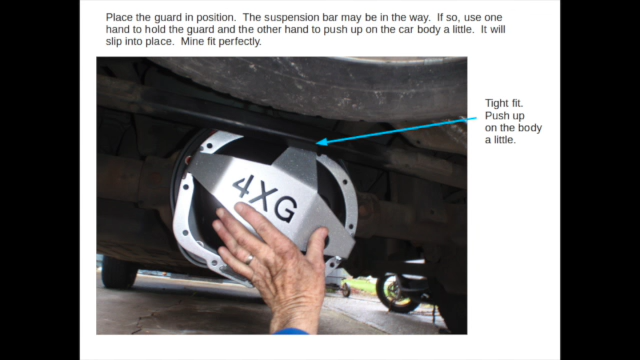 Place the guard in position.  The suspension bar may be in the way.  If so, use one
hand to hold the guard and the other hand to push up on the car body a little.  It will
slip into place.  Mine fit perfectly.
Tight fit.
Push up
on the body
a little.
4XG